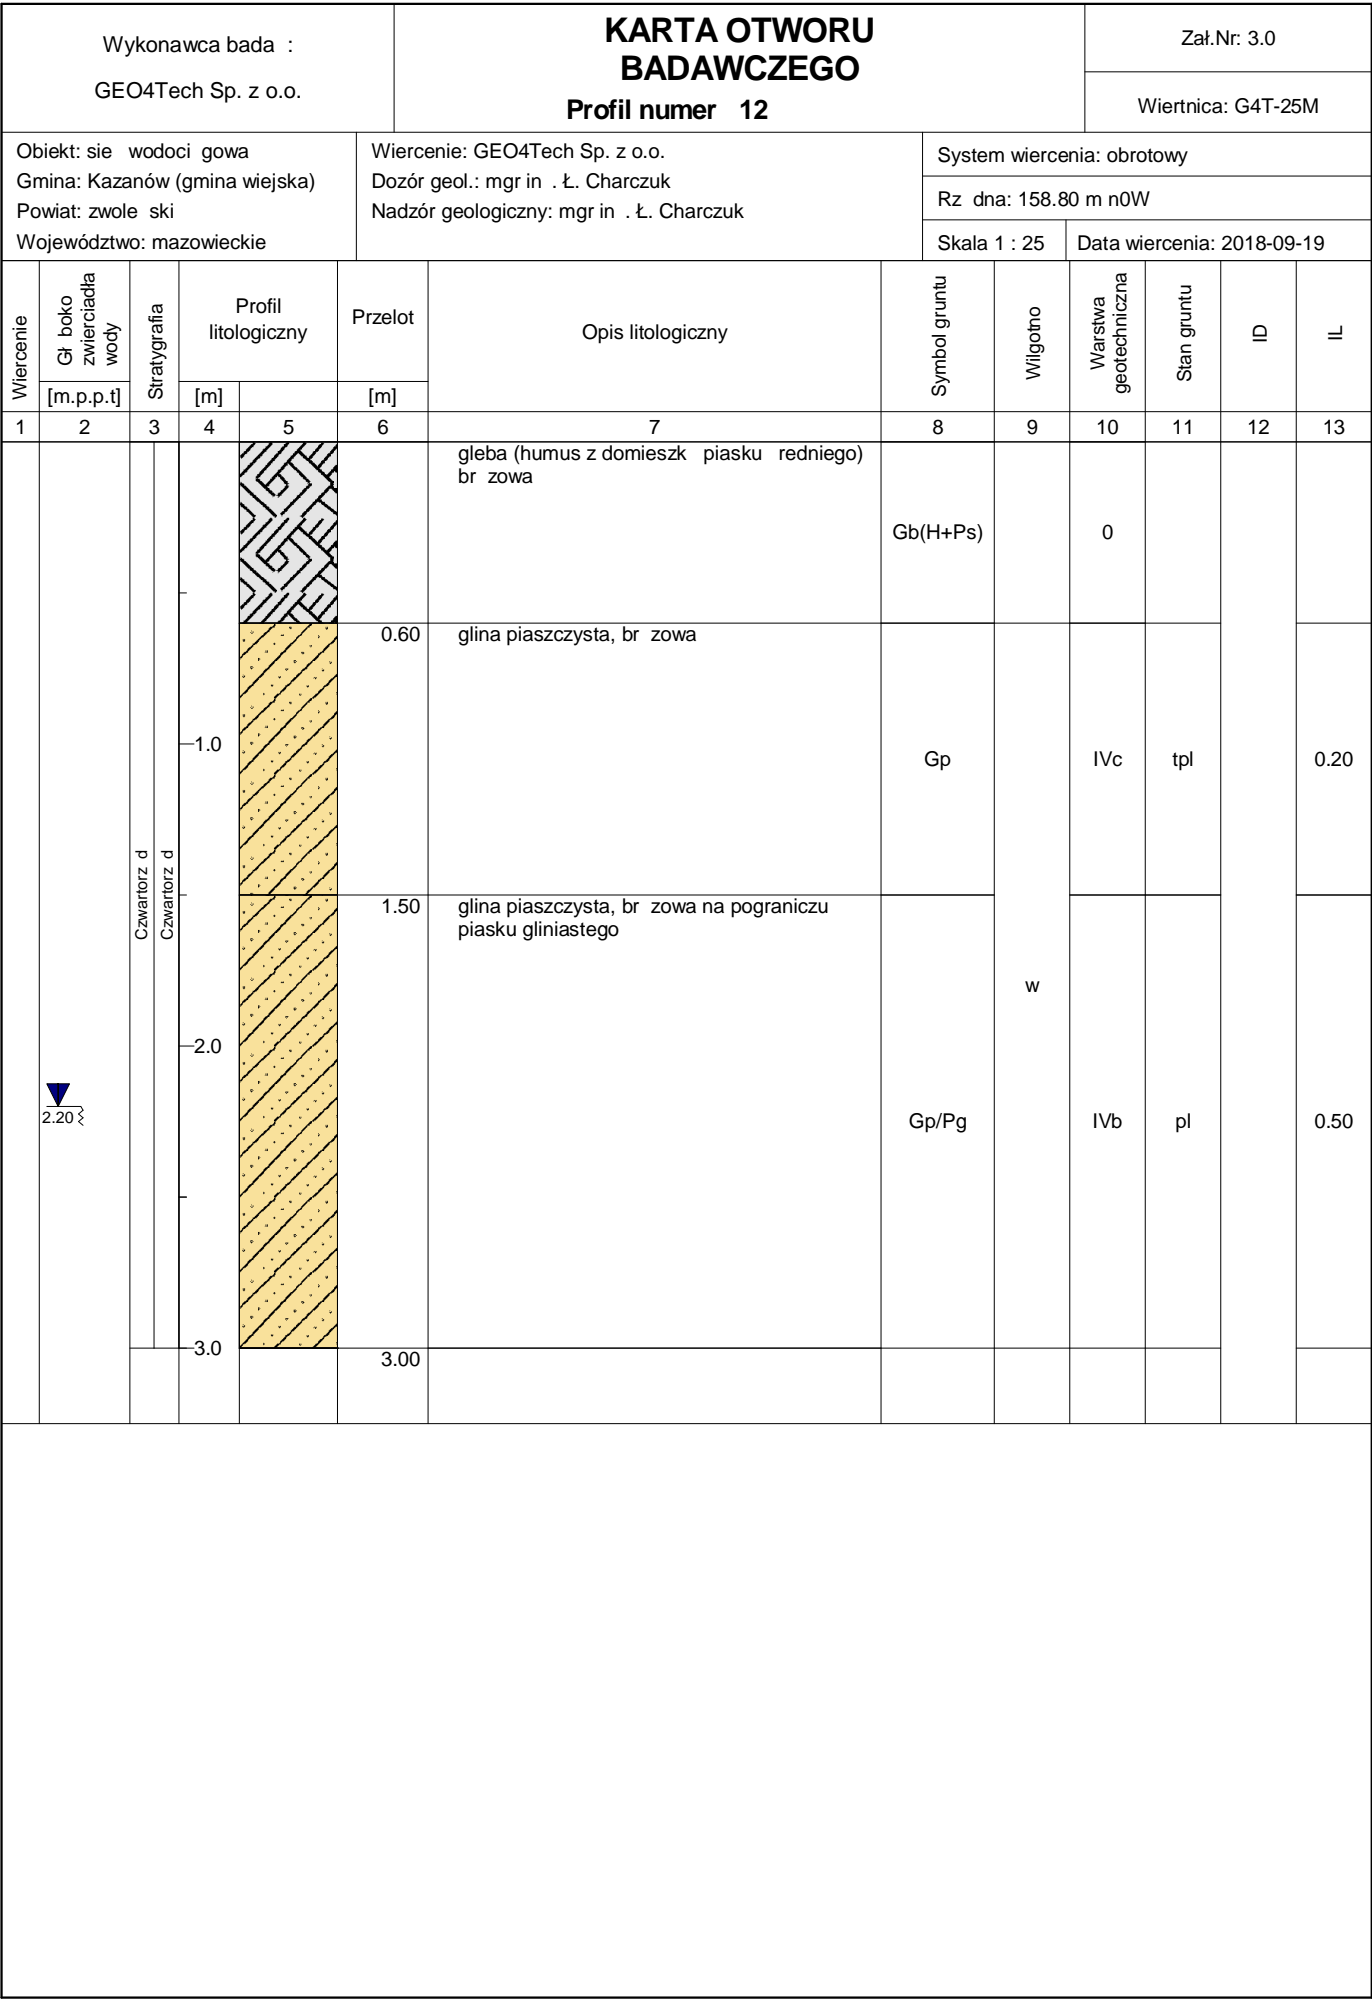 Wykonawca bada :
GEO4Tech Sp. z o.o.
KARTA OTWORU
BADAWCZEGO
Profil numer 12
Zał.Nr: 3.0
Wiertnica: G4T-25M
Obiekt: sie wodoci gowa
Gmina: Kazanów (gmina wiejska)
Powiat: zwole ski
Województwo: mazowieckie
Wiercenie: GEO4Tech Sp. z o.o.
Dozór geol.: mgr in . Ł. Charczuk
Nadzór geologiczny: mgr in . Ł. Charczuk
System wiercenia: obrotowy
Rz dna: 158.80 m n0W
Skala 1 : 25
Data wiercenia: 2018-09-19
Wiercenie
Gł boko
zwierciadła
wody
[m.p.p.t]
Stratygrafia
Profil
litologiczny
[m]
Przelot
[m]
Opis litologiczny
Symbol gruntu
Wilgotno
Warstwa
geotechniczna
Stan gruntu
ID
IL
1 2 3 4 5 6 7 8 9 10 11 12 13
gleba (humus z domieszk piasku redniego)
br zowa
Gb(H+Ps)
0
0.60
glina piaszczysta, br zowa
1.0
Gp
IVc
tpl
0.20
Czwartorz d
Czwartorz d
1.50
glina piaszczysta, br zowa na pograniczu
piasku gliniastego
w
2.0
2.20
Gp/Pg
IVb
pl
0.50
3.0
3.00